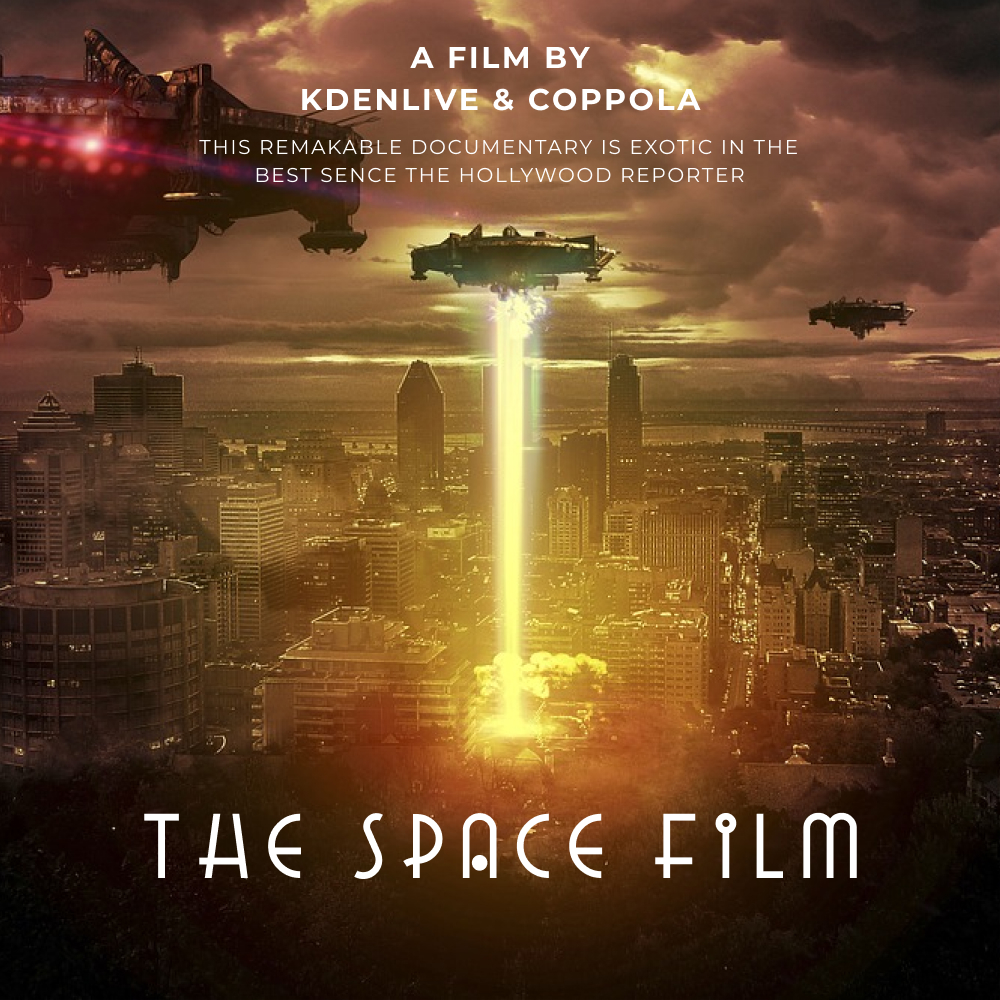 A FILM BY
KDENLIVE & COPPOLA
THIS REMAKABLE DOCUMENTARY IS EXOTIC IN THE
BEST SENCE THE HOLLYWOOD REPORTER
THE SPACE FiLM